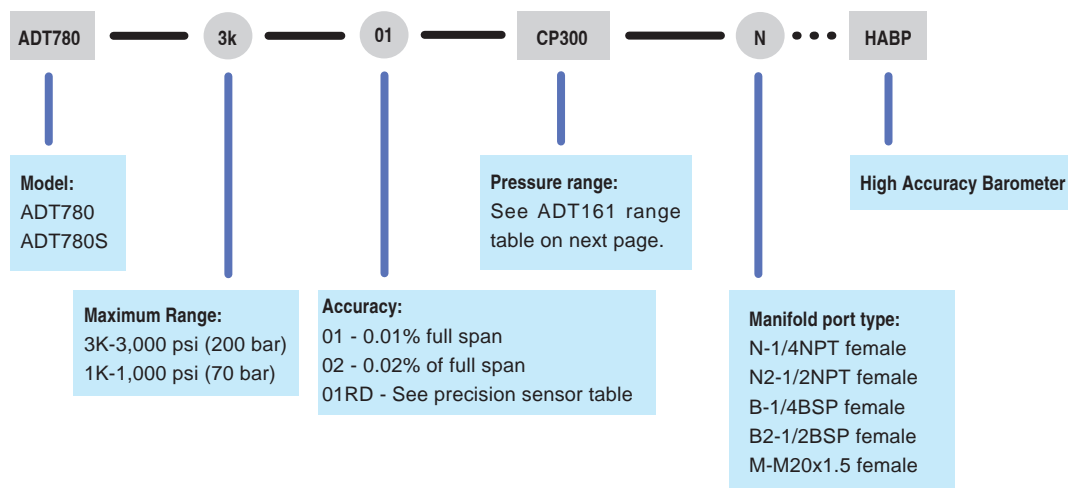 ADT780
3k
01
CP300
N
HABP
Model:
ADT780
ADT780S
Pressure range:
See ADT161 range
table on next page.
High Accuracy Barometer
Maximum Range:
3K-3,000 psi (200 bar)
1K-1,000 psi (70 bar)
Accuracy:
01 - 0.01% full span
02 - 0.02% of full span
01RD - See precision sensor table
Manifold port type:
N-1/4NPT female
N2-1/2NPT female
B-1/4BSP female
B2-1/2BSP female
M-M20x1.5 female